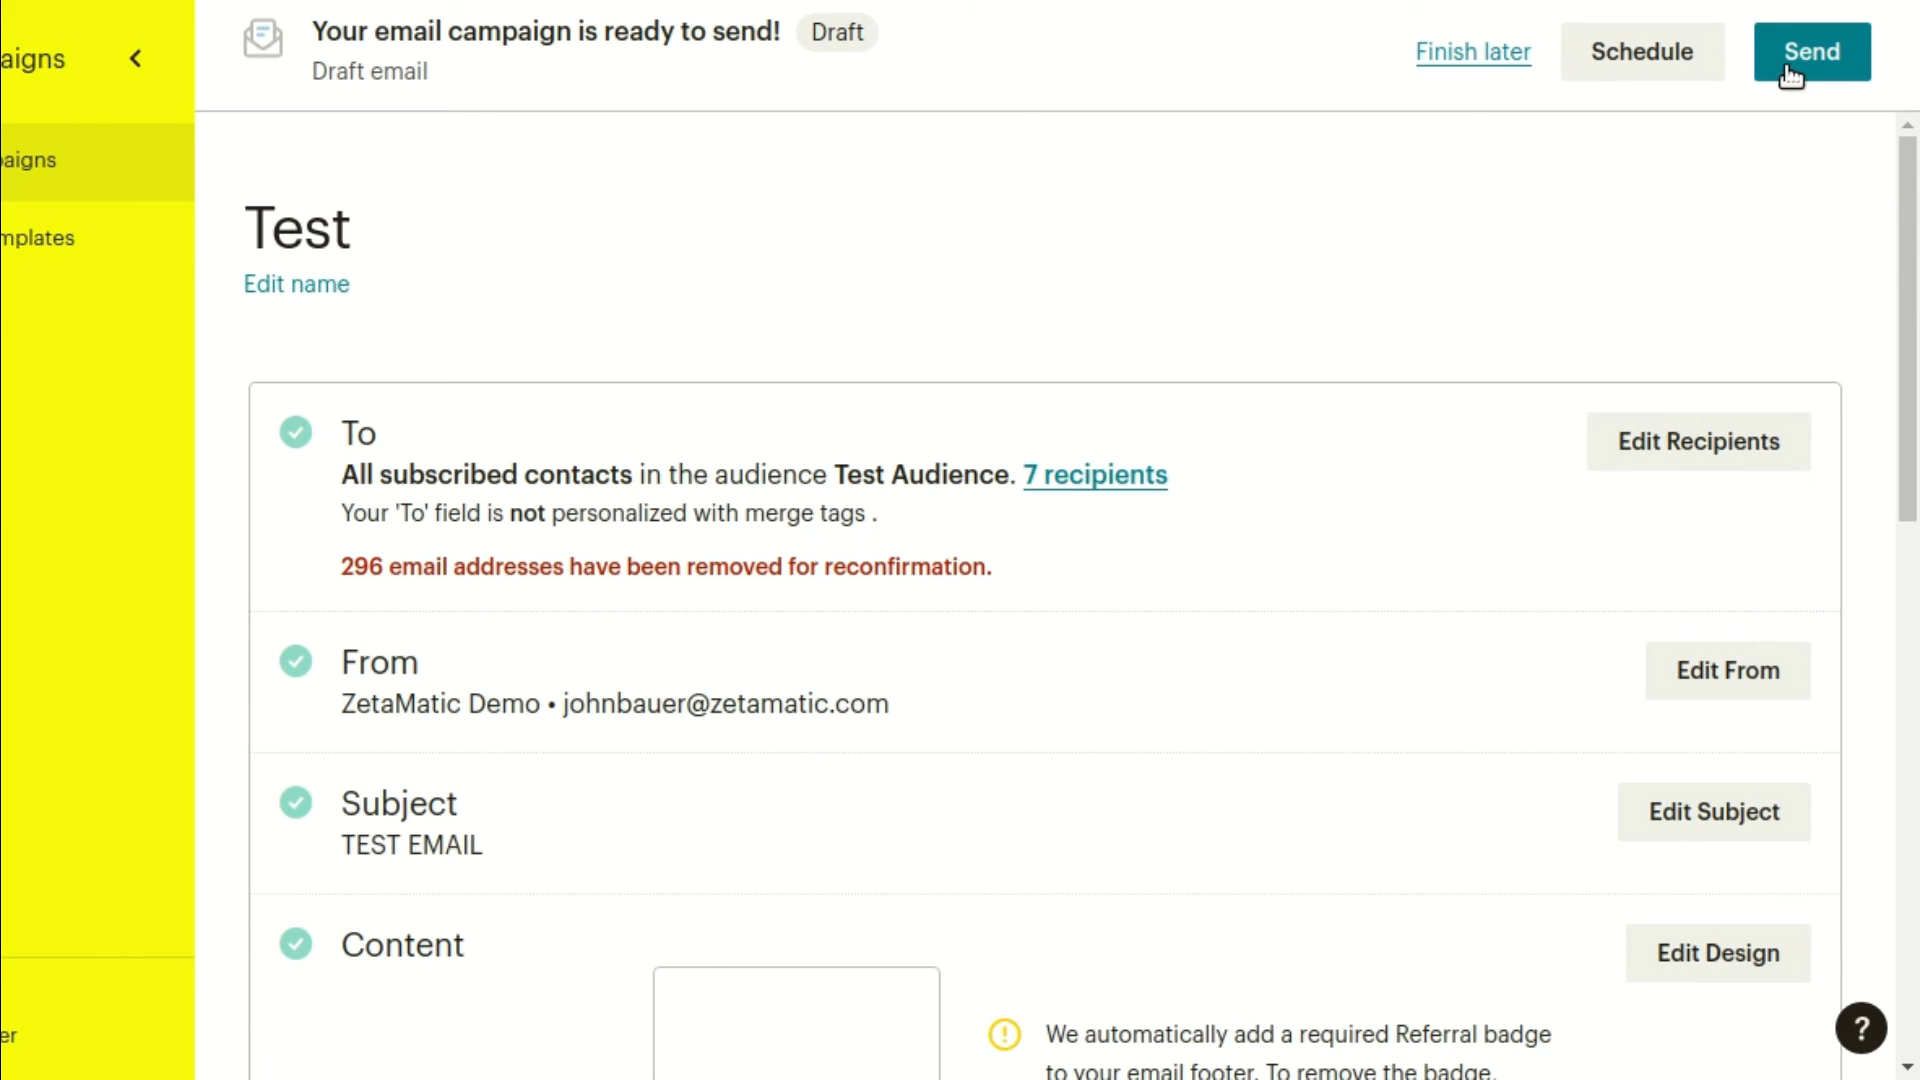 aigns
Your email campaign is ready to send! Draft
Draft email
Finish later
Schedule
Send
aigns
mplates
Test
Edit name
To
All subscribed contacts in the audience Test Audience. 7 recipients
Your 'To' field is not personalized with merge tags .
296 email addresses have been removed for reconfirmation.
Edit Recipients
From
ZetaMatic Demo • johnbauer@zetamatic.com
Edit From
Subject
TEST EMAIL
Edit Subject
Content
Edit Design
We automatically add a required Referral badge
to your email footer. To remove the badge,
er
?